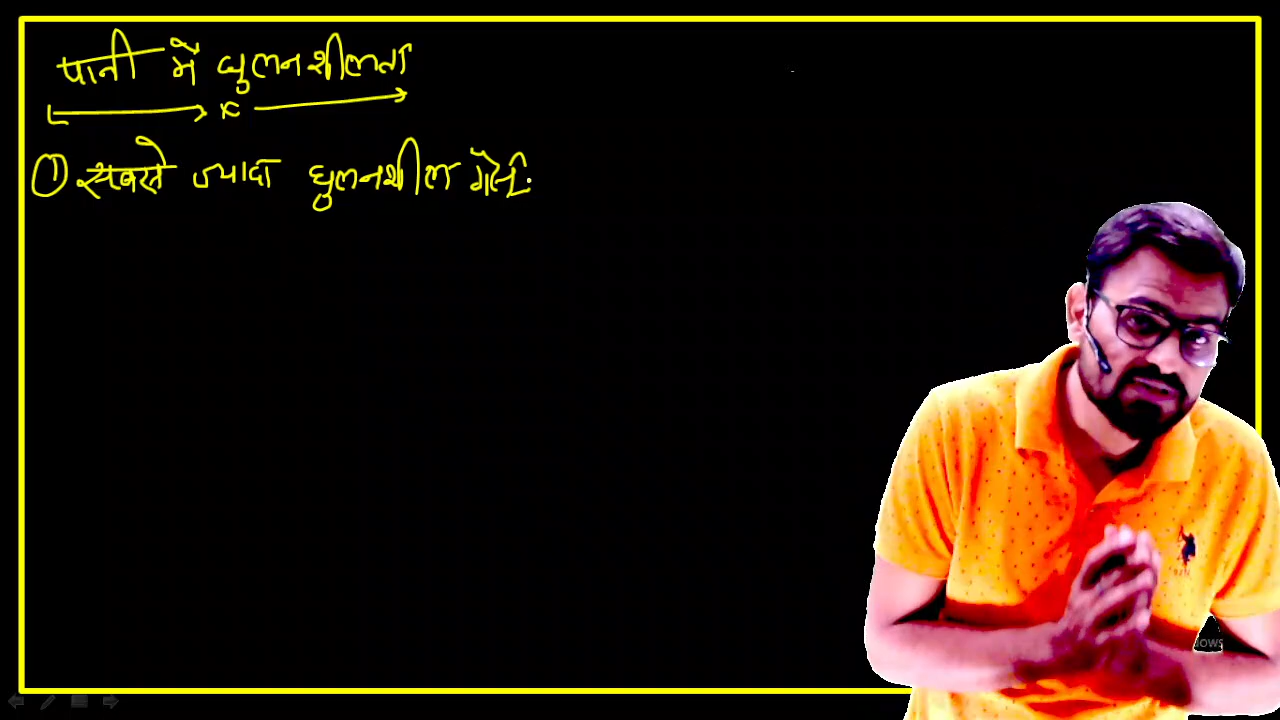 पानी में घुलनशीलता
① सबसे ज्यादा घुलनशील गैसें: